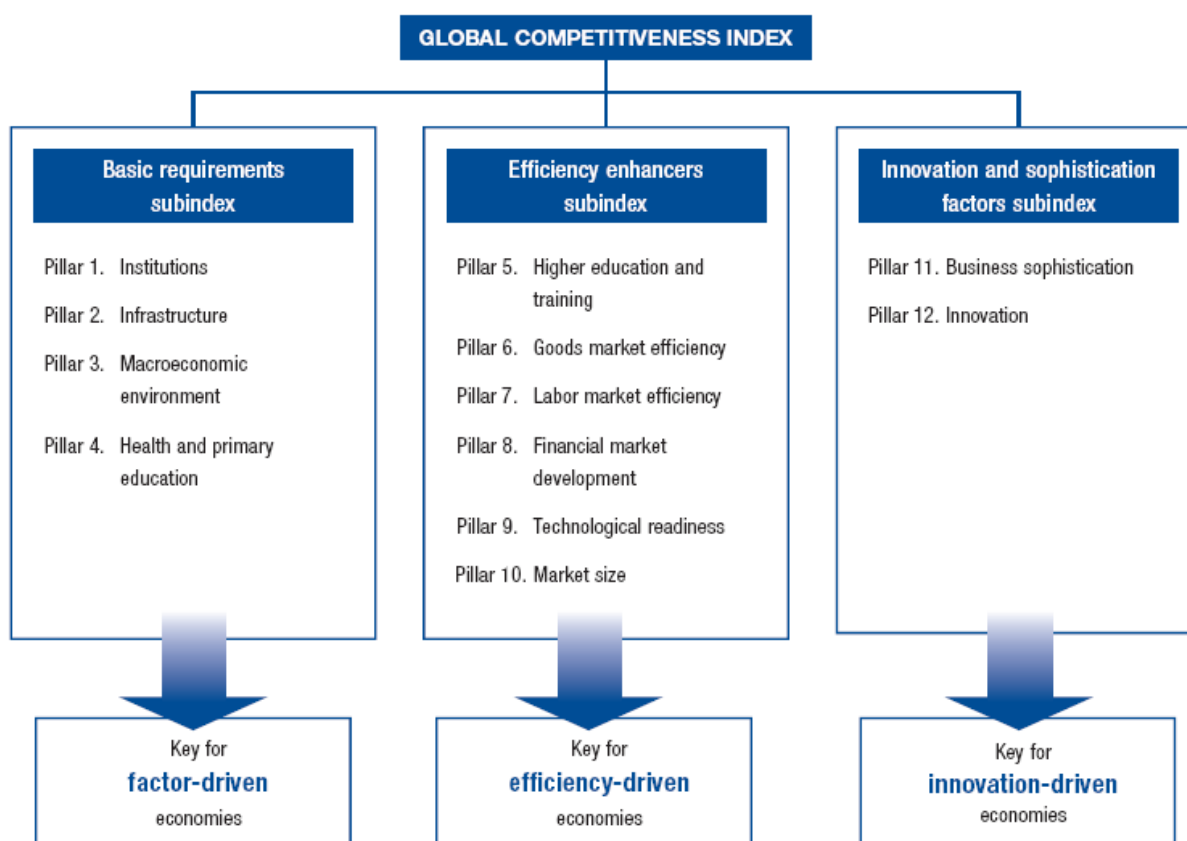 GLOBAL COMPETITIVENESS INDEX
Basic requirements
subindex
Pillar 1. Institutions
Pillar 2. Infrastructure
Pillar 3. Macroeconomic
environment
Pillar 4. Health and primary
education
Key for
factor-driven
economies
Efficiency enhancers
subindex
Pillar 5. Higher education and
training
Pillar 6. Goods market efficiency
Pillar 7. Labor market efficiency
Pillar 8. Financial market
development
Pillar 9. Technological readiness
Pillar 10. Market size
Key for
efficiency-driven
economies
Innovation and sophistication
factors subindex
Pillar 11. Business sophistication
Pillar 12. Innovation
Key for
innovation-driven
economies